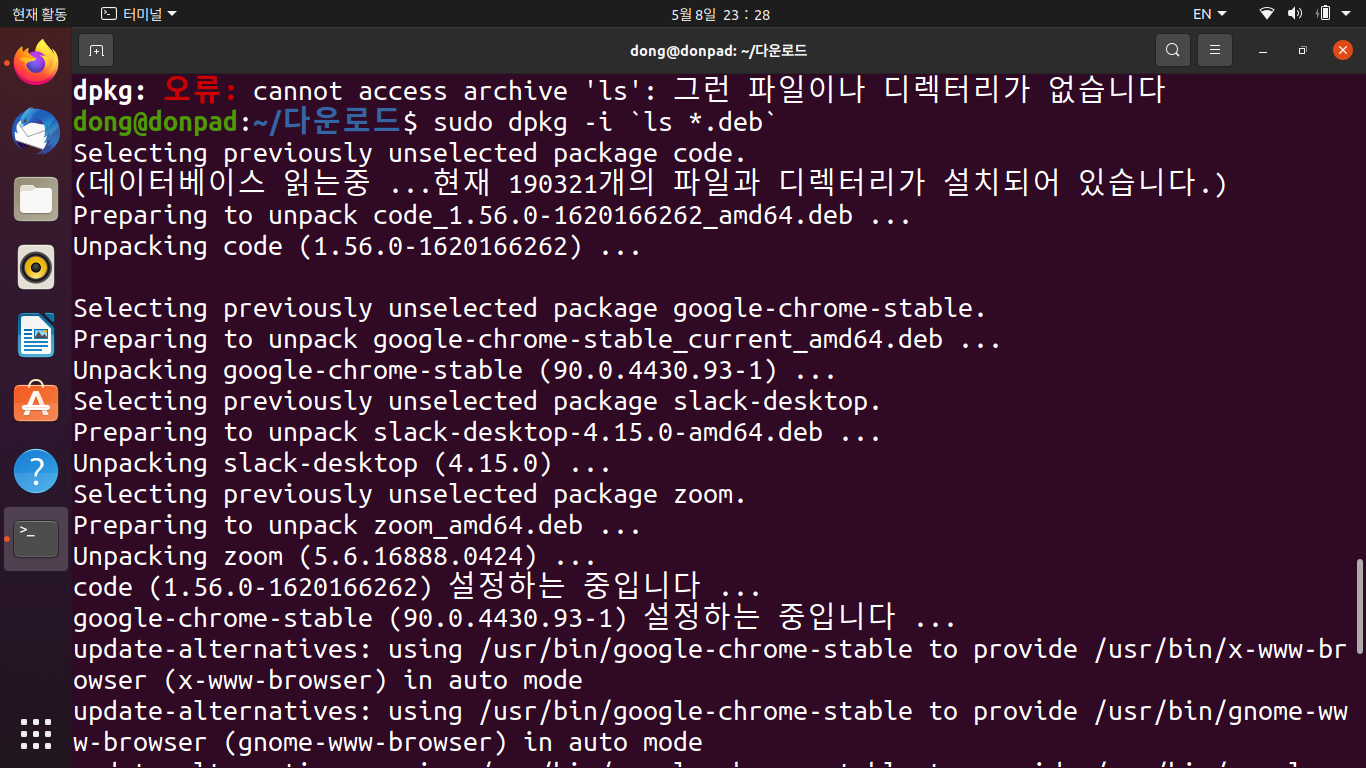 현재 활동
터미널
5월 8일 23 : 28
EN
dong@donpad: ~/다운로드
dpkg: 오류: cannot access archive 'ls': 그런 파일이나 디렉터리가 없습니다
dong@donpad:~/다운로드$ sudo dpkg -i `ls *.deb`
Selecting previously unselected package code.
(데이터베이스 읽는중 ...현재 190321개의 파일과 디렉터리가 설치되어 있습니다.)
Preparing to unpack code_1.56.0-1620166262_amd64.deb ...
Unpacking code (1.56.0-1620166262) ...
Selecting previously unselected package google-chrome-stable.
Preparing to unpack google-chrome-stable_current_amd64.deb ...
Unpacking google-chrome-stable (90.0.4430.93-1) ...
Selecting previously unselected package slack-desktop.
Preparing to unpack slack-desktop-4.15.0-amd64.deb ...
Unpacking slack-desktop (4.15.0) ...
Selecting previously unselected package zoom.
Preparing to unpack zoom_amd64.deb ...
Unpacking zoom (5.6.16888.0424) ...
code (1.56.0-1620166262) 설정하는 중입니다 ...
google-chrome-stable (90.0.4430.93-1) 설정하는 중입니다 ...
update-alternatives: using /usr/bin/google-chrome-stable to provide /usr/bin/x-www-br
owser (x-www-browser) in auto mode
update-alternatives: using /usr/bin/google-chrome-stable to provide /usr/bin/gnome-ww
w-browser (gnome-www-browser) in auto mode